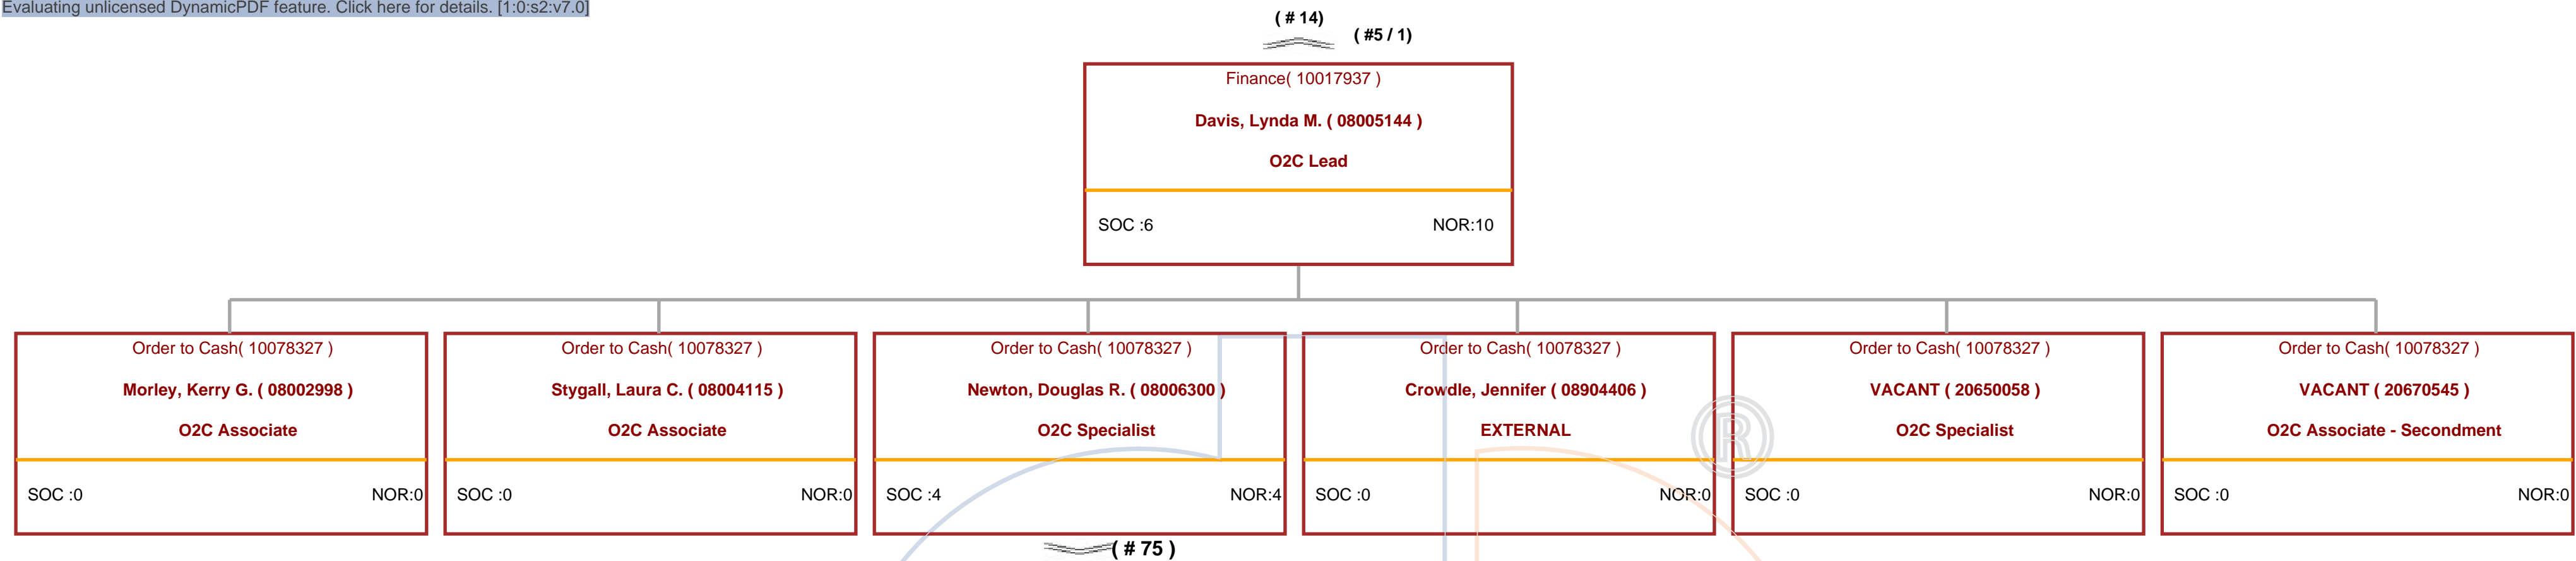 Evaluating unlicensed DynamicPDF feature. Click here for details. [1:0:s2:v7.0]
( # 14)
( #5 / 1)
Finance( 10017937 )
Davis, Lynda M. ( 08005144 )
O2C Lead
SOC :6 NOR:10
Order to Cash( 10078327 )
Morley, Kerry G. ( 08002998 )
O2C Associate
SOC :0 NOR:0
Order to Cash( 10078327 )
Stygall, Laura C. ( 08004115 )
O2C Associate
SOC :0 NOR:0
Order to Cash( 10078327 )
Newton, Douglas R. ( 08006300 )
O2C Specialist
SOC :4 NOR:4
( # 75 )
Order to Cash( 10078327 )
Crowdle, Jennifer ( 08904406 )
EXTERNAL
SOC :0 NOR:0
Order to Cash( 10078327 )
VACANT ( 20650058 )
O2C Specialist
SOC :0 NOR:0
Order to Cash( 10078327 )
VACANT ( 20670545 )
O2C Associate - Secondment
SOC :0 NOR:0
®